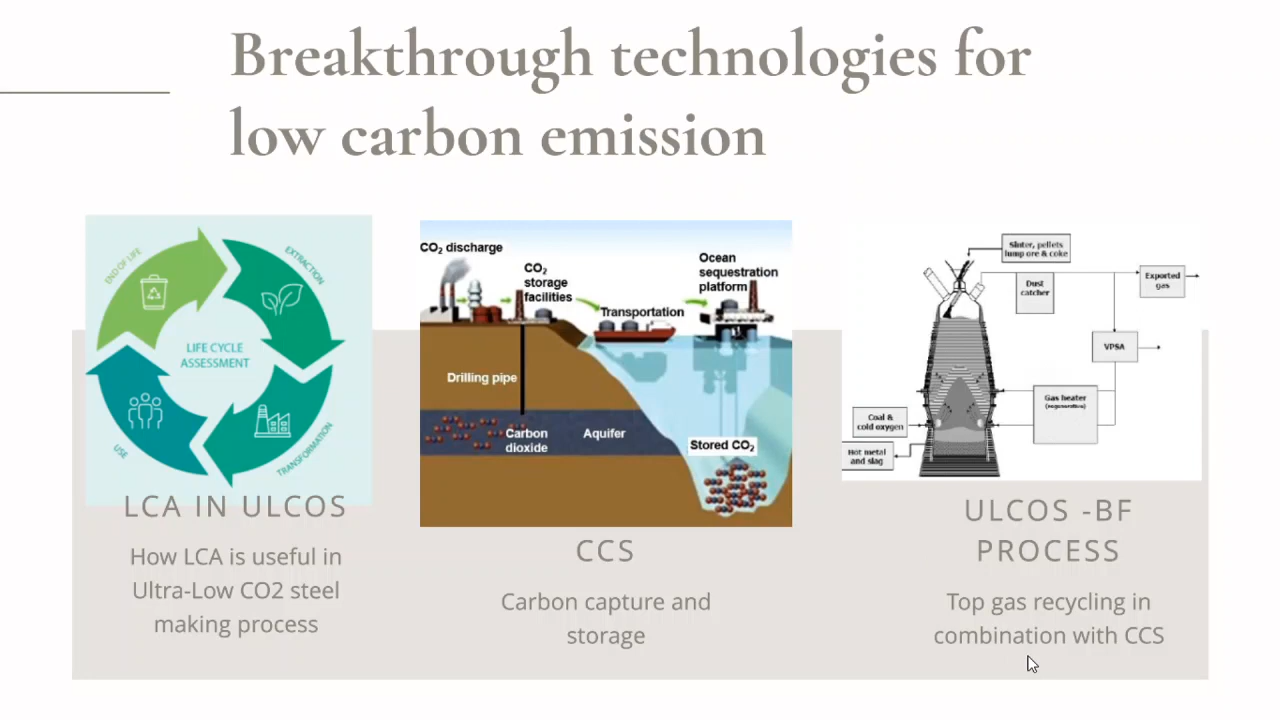 Breakthrough technologies for
low carbon emission
END OF LIFE
EXTRACTION
LIFE CYCLE
ASSESSMENT
USE
TRANSFORMATION
LCA IN ULCOS
How LCA is useful in
Ultra-Low CO2 steel
making process
CO2 discharge
CO2
storage
facilities
Ocean
sequestration
platform
Transportation
Drilling pipe
Carbon
dioxide
Aquifer
Stored CO2
CCS
Carbon capture and
storage
Sinter, pellets
lump ore & coke
Dust
catcher
Exported
gas
VPSA
Gas heater
(regenerative)
Coal &
cold oxygen
Hot metal
and slag
ULCOS -BF
PROCESS
Top gas recycling in
combination with CCS